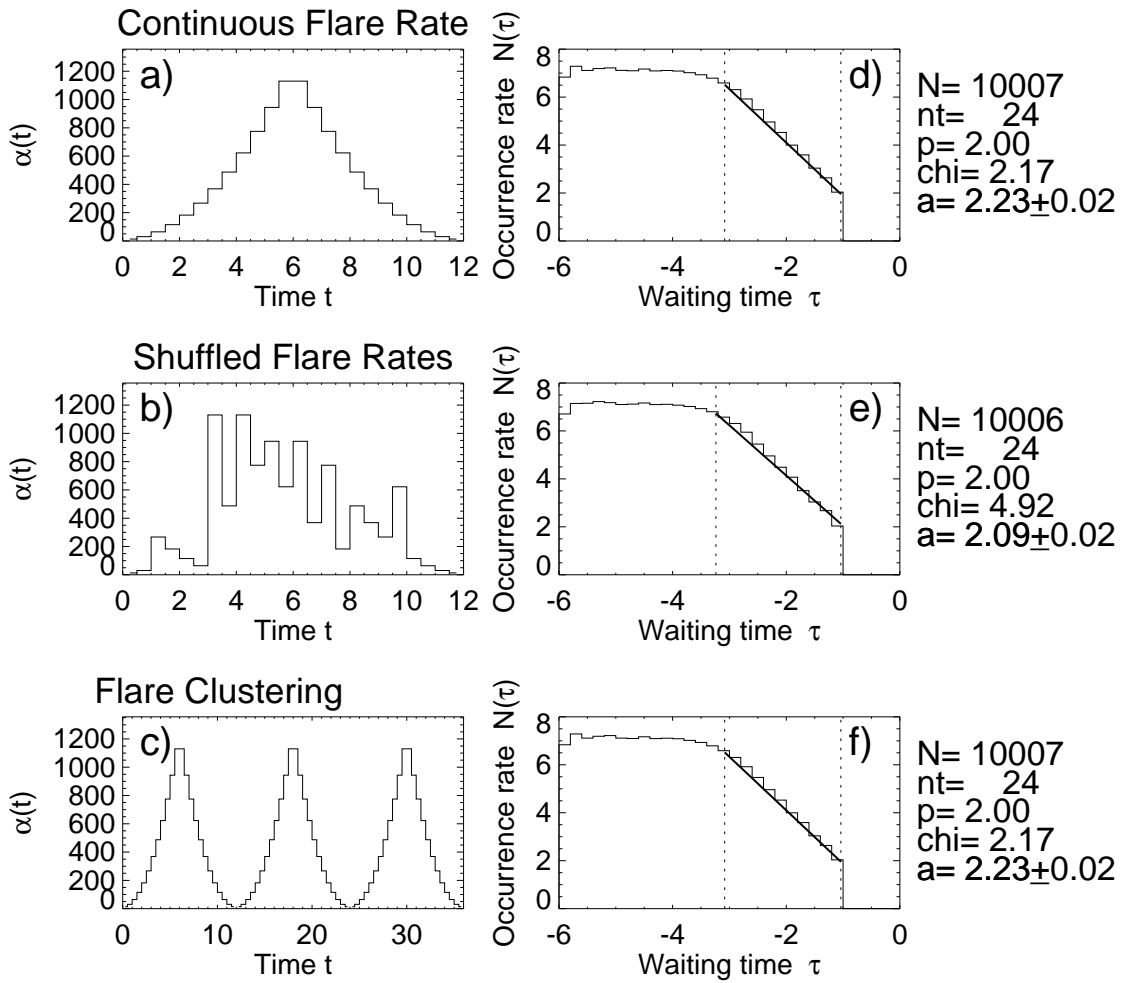 Continuous Flare Rate
a)
1200
1000
800
600
400
200
0
α(t)
0 2 4 6 8 10 12
Time t
d)
8
6
4
2
0
Occurrence rate N(τ)
-6 -4 -2 0
Waiting time τ
N= 10007
nt= 24
p= 2.00
chi= 2.17
a= 2.23±0.02
Shuffled Flare Rates
b)
1200
1000
800
600
400
200
0
α(t)
0 2 4 6 8 10 12
Time t
e)
8
6
4
2
0
Occurrence rate N(τ)
-6 -4 -2 0
Waiting time τ
N= 10006
nt= 24
p= 2.00
chi= 4.92
a= 2.09±0.02
Flare Clustering
c)
1200
1000
800
600
400
200
0
α(t)
0 10 20 30
Time t
f)
8
6
4
2
0
Occurrence rate N(τ)
-6 -4 -2 0
Waiting time τ
N= 10007
nt= 24
p= 2.00
chi= 2.17
a= 2.23±0.02